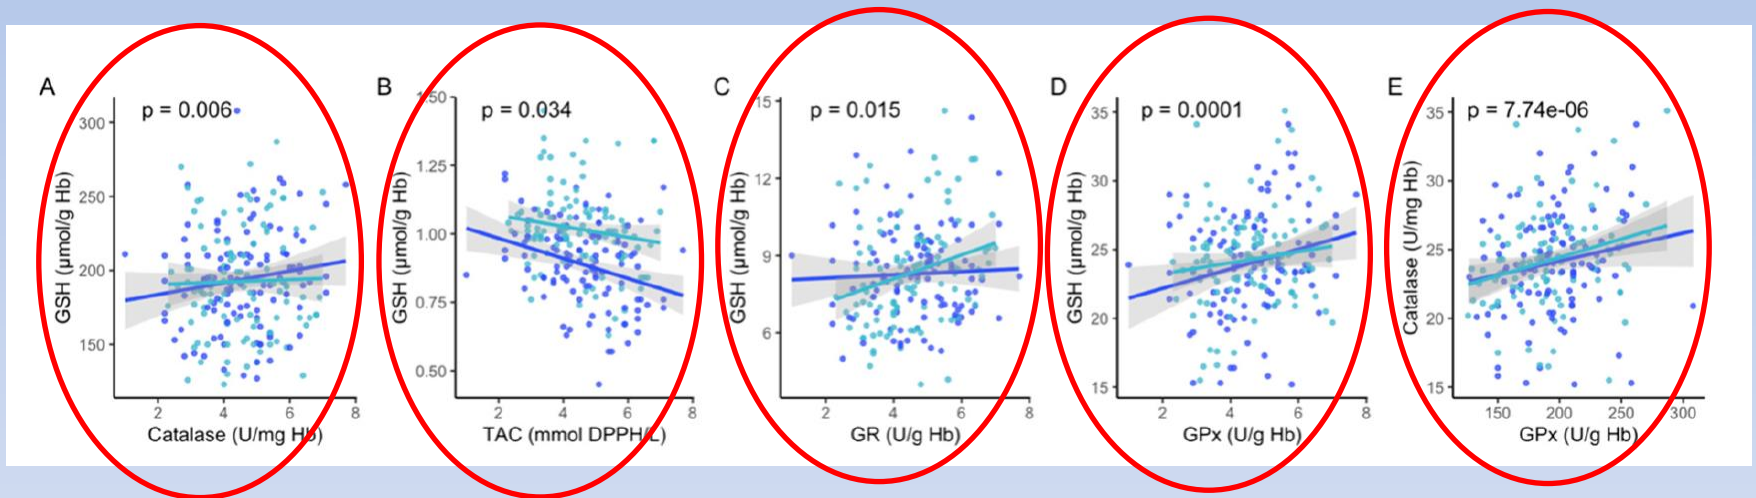 A
p = 0.006
GSH (µmol/g Hb)
300
250
200
150
2 4 6 8
Catalase (U/mg Hb)
B
p = 0.034
GSH (µmol/g Hb)
1.50
1.25
1.00
0.75
0.50
2 4 6 8
TAC (mmol DPPH/L)
C
p = 0.015
GSH (µmol/g Hb)
15
12
9
6
2 4 6 8
GR (U/g Hb)
D
p = 0.0001
GSH (µmol/g Hb)
35
30
25
20
15
2 4 6 8
GPx (U/g Hb)
E
p = 7.74e-06
Catalase (U/mg Hb)
35
30
25
20
15
150 200 250 300
GPx (U/g Hb)